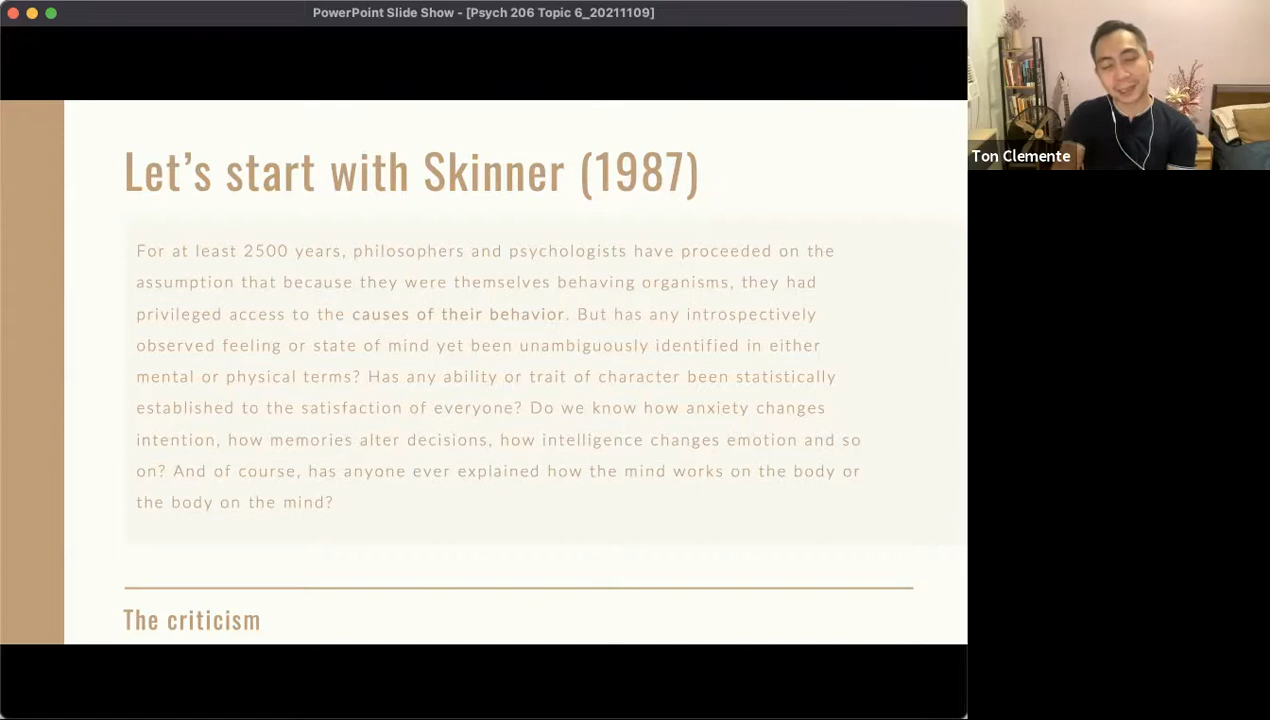 PowerPoint Slide Show - [Psych 206 Topic 6_20211109]
Let’s start with Skinner (1987)
For at least 2500 years, philosophers and psychologists have proceeded on the
assumption that because they were themselves behaving organisms, they had
privileged access to the causes of their behavior. But has any introspectively
observed feeling or state of mind yet been unambiguously identified in either
mental or physical terms? Has any ability or trait of character been statistically
established to the satisfaction of everyone? Do we know how anxiety changes
intention, how memories alter decisions, how intelligence changes emotion and so
on? And of course, has anyone ever explained how the mind works on the body or
the body on the mind?
The criticism
Ton Clemente